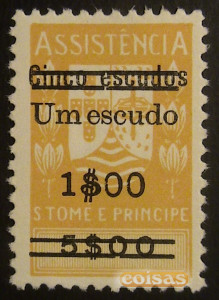 ASSISTÊNCIA
Cinco escudos
Um escudo
1$00
S. TOMÉ E PRINCIPE
5$00
coisas